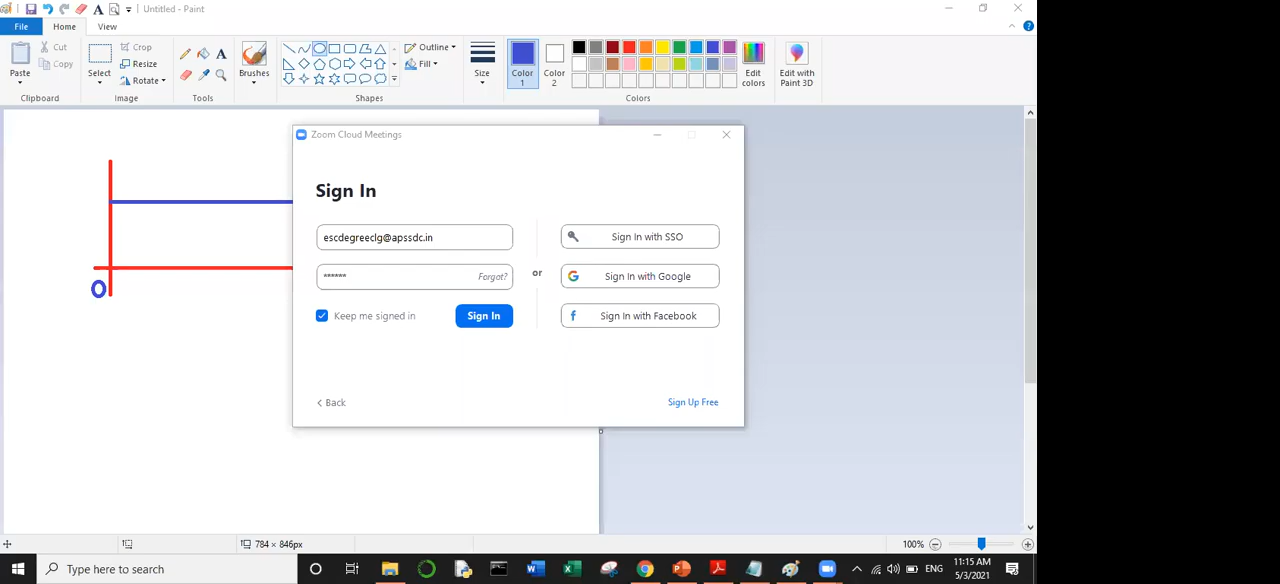 Untitled - Paint
File Home View
Paste
Cut
Copy
Clipboard
Select
Crop
Resize
Rotate
Image
A
Tools
Brushes
Shapes
Outline
Fill
Size
Color 1
Color 2
Colors
Edit colors
Edit with Paint 3D
O
Zoom Cloud Meetings
Sign In
escdegreeclg@apssdc.in
****** Forgot?
Keep me signed in
Sign In
or
Sign In with SSO
Sign In with Google
Sign In with Facebook
Back
Sign Up Free
784 × 846px
100%
Type here to search
ENG
11:15 AM
5/3/2021